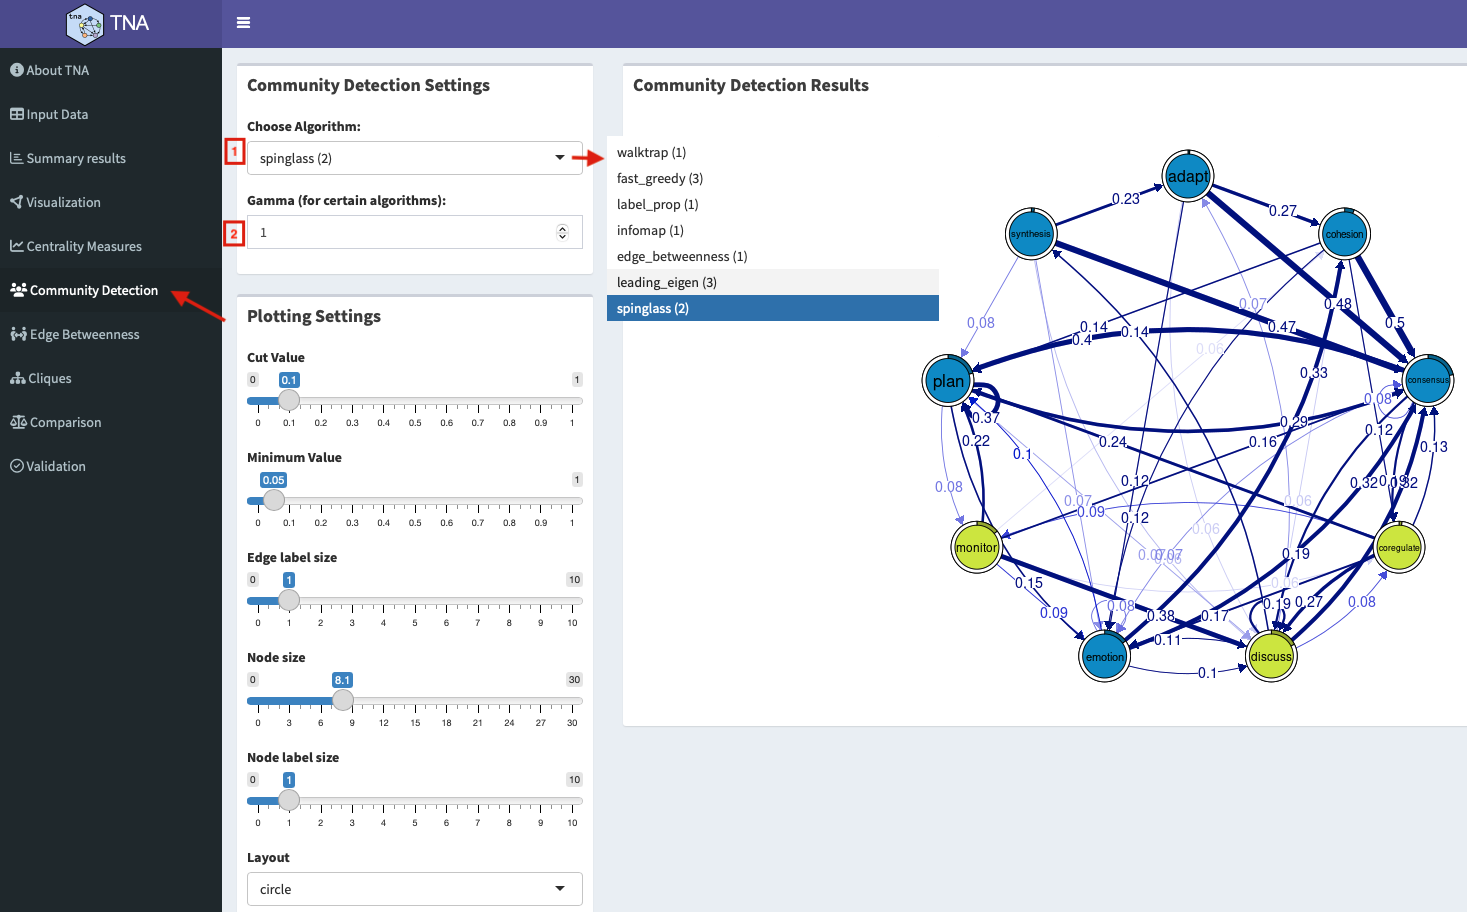 tna
TNA
About TNA
Input Data
Summary results
Visualization
Centrality Measures
Community Detection
Edge Betweenness
Cliques
Comparison
Validation
Community Detection Settings
Choose Algorithm:
1
spinglass (2)
Gamma (for certain algorithms):
2
1
Plotting Settings
Cut Value
0 0.1 1
0 0.1 0.2 0.3 0.4 0.5 0.6 0.7 0.8 0.9 1
Minimum Value
0.05 1
0 0.1 0.2 0.3 0.4 0.5 0.6 0.7 0.8 0.9 1
Edge label size
0 1 10
0 1 2 3 4 5 6 7 8 9 10
Node size
0 8.1 30
0 3 6 9 12 15 18 21 24 27 30
Node label size
0 1 10
0 1 2 3 4 5 6 7 8 9 10
Layout
circle
Community Detection Results
walktrap (1)
fast_greedy (3)
label_prop (1)
infomap (1)
edge_betweenness (1)
leading_eigen (3)
spinglass (2)
adapt
0.23
0.27
synthesis
cohesion
0.07
0.48
0.08
0.14
0.14
0.47
0.5
0.4
0.06
0.33
plan
consensus
0.08
0.37
0.29
0.12
0.22
0.24
0.16
0.13
0.1
0.12
0.32
0.19
0.32
0.08
0.07
0.06
0.09
0.12
0.06
monitor
coregulate
0.07
0.07
0.06
0.19
0.15
0.06
0.09
0.08
0.38
0.17
0.19
0.27
0.08
0.11
emotion
discuss
0.1